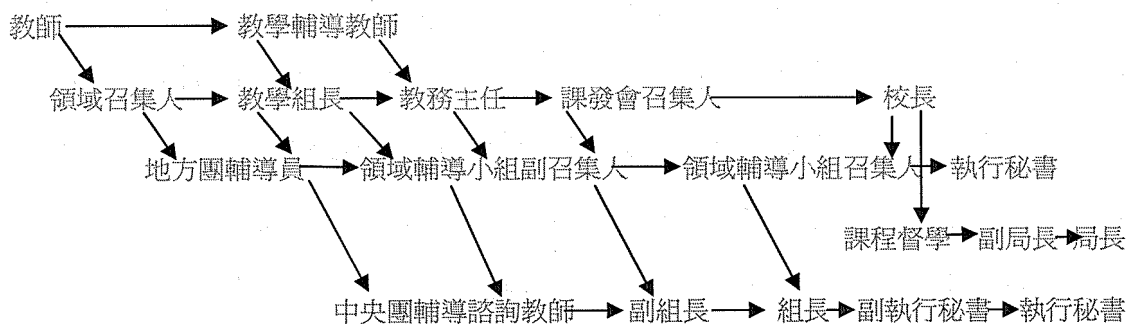 教師 教學輔導教師
領域召集人 教學組長 教務主任 課發會召集人 校長
地方團輔導員 領域輔導小組副召集人 領域輔導小組召集人 執行秘書
課程督學 副局長 局長
中央團輔導諮詢教師 副組長 組長 副執行秘書 執行秘書